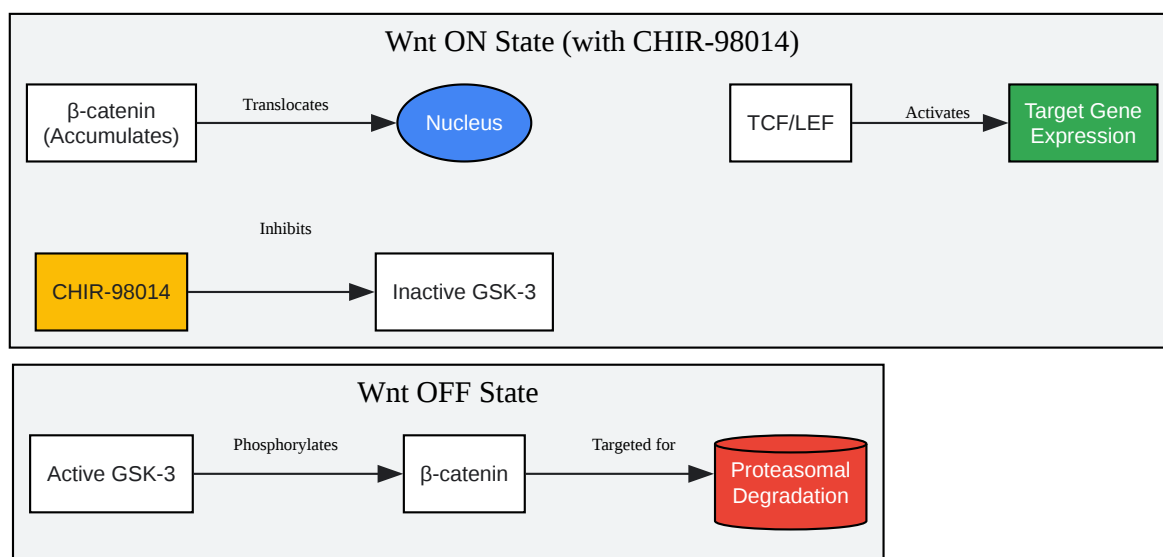 Wnt ON State (with CHIR-98014)
β-catenin
(Accumulates)
Translocates
Nucleus
TCF/LEF
Activates
Target Gene
Expression
CHIR-98014
Inhibits
Inactive GSK-3
Wnt OFF State
Active GSK-3
Phosphorylates
β-catenin
Targeted for
Proteasomal
Degradation